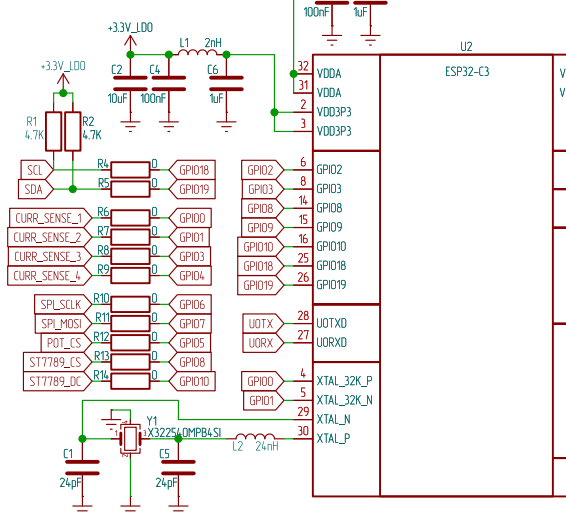 100nF 1uF
+3.3V_LDO
L1 2nH
U2
ESP32-C3
+3.3V_LDO
C2 10uF
C4 100nF
C6 1uF
32 VDDA
31 VDDA
2 VDD3P3
3 VDD3P3
V
V
R1 4.7K
R2 4.7K
SCL R4 0 GPIO18
SDA R5 0 GPIO19
CURR_SENSE_1 R6 0 GPIO0
CURR_SENSE_2 R7 0 GPIO1
CURR_SENSE_3 R8 0 GPIO3
CURR_SENSE_4 R9 0 GPIO4
SPI_SCLK R10 0 GPIO6
SPI_MOSI R11 0 GPIO7
POT_CS R12 0 GPIO5
ST7789_CS R13 0 GPIO8
ST7789_DC R14 0 GPIO10
GPIO2 6 GPIO2
GPIO3 8 GPIO3
GPIO8 14 GPIO8
GPIO9 15 GPIO9
GPIO10 16 GPIO10
GPIO18 25 GPIO18
GPIO19 26 GPIO19
U0TX 28 U0TXD
U0RX 27 U0RXD
GPIO0 4 XTAL_32K_P
GPIO1 5 XTAL_32K_N
29 XTAL_N
30 XTAL_P
Y1
X322540MPB4SI
C1 24pF
C5 24pF
L2 24nH